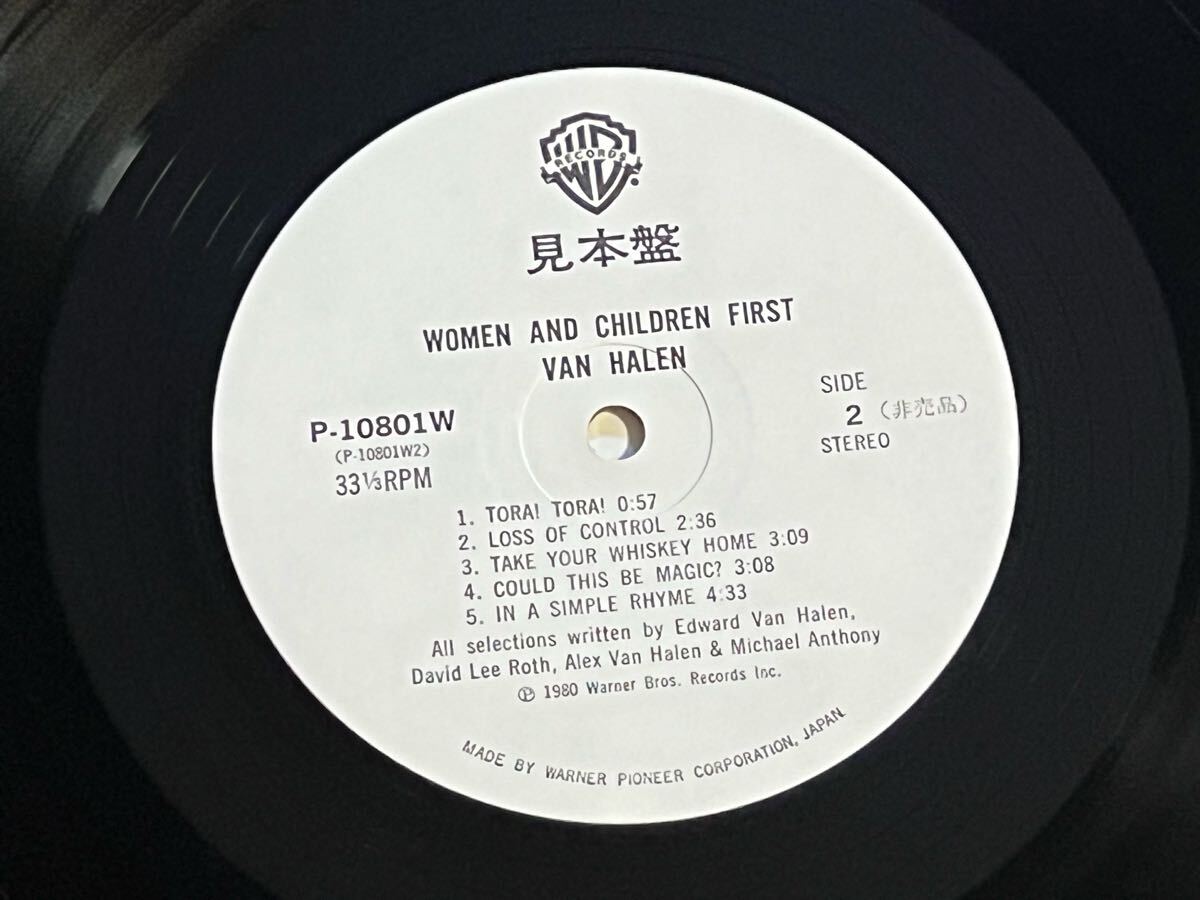 WB
RECORDS
見本盤
WOMEN AND CHILDREN FIRST
VAN HALEN
P-10801W
(P-10801W2)
33⅓RPM
SIDE
2 (非売品)
STEREO
1. TORA! TORA! 0:57
2. LOSS OF CONTROL 2:36
3. TAKE YOUR WHISKEY HOME 3:09
4. COULD THIS BE MAGIC? 3:08
5. IN A SIMPLE RHYME 4:33
All selections written by Edward Van Halen,
David Lee Roth, Alex Van Halen & Michael Anthony
Ⓟ 1980 Warner Bros. Records Inc.
MADE BY WARNER PIONEER CORPORATION, JAPAN